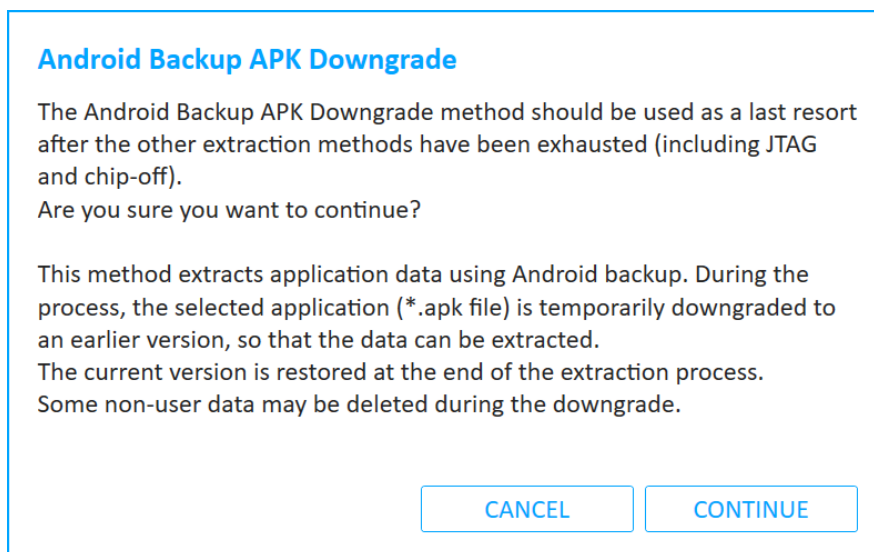 Android Backup APK Downgrade
The Android Backup APK Downgrade method should be used as a last resort
after the other extraction methods have been exhausted (including JTAG
and chip-off).
Are you sure you want to continue?
This method extracts application data using Android backup. During the
process, the selected application (*.apk file) is temporarily downgraded to
an earlier version, so that the data can be extracted.
The current version is restored at the end of the extraction process.
Some non-user data may be deleted during the downgrade.
CANCEL
CONTINUE